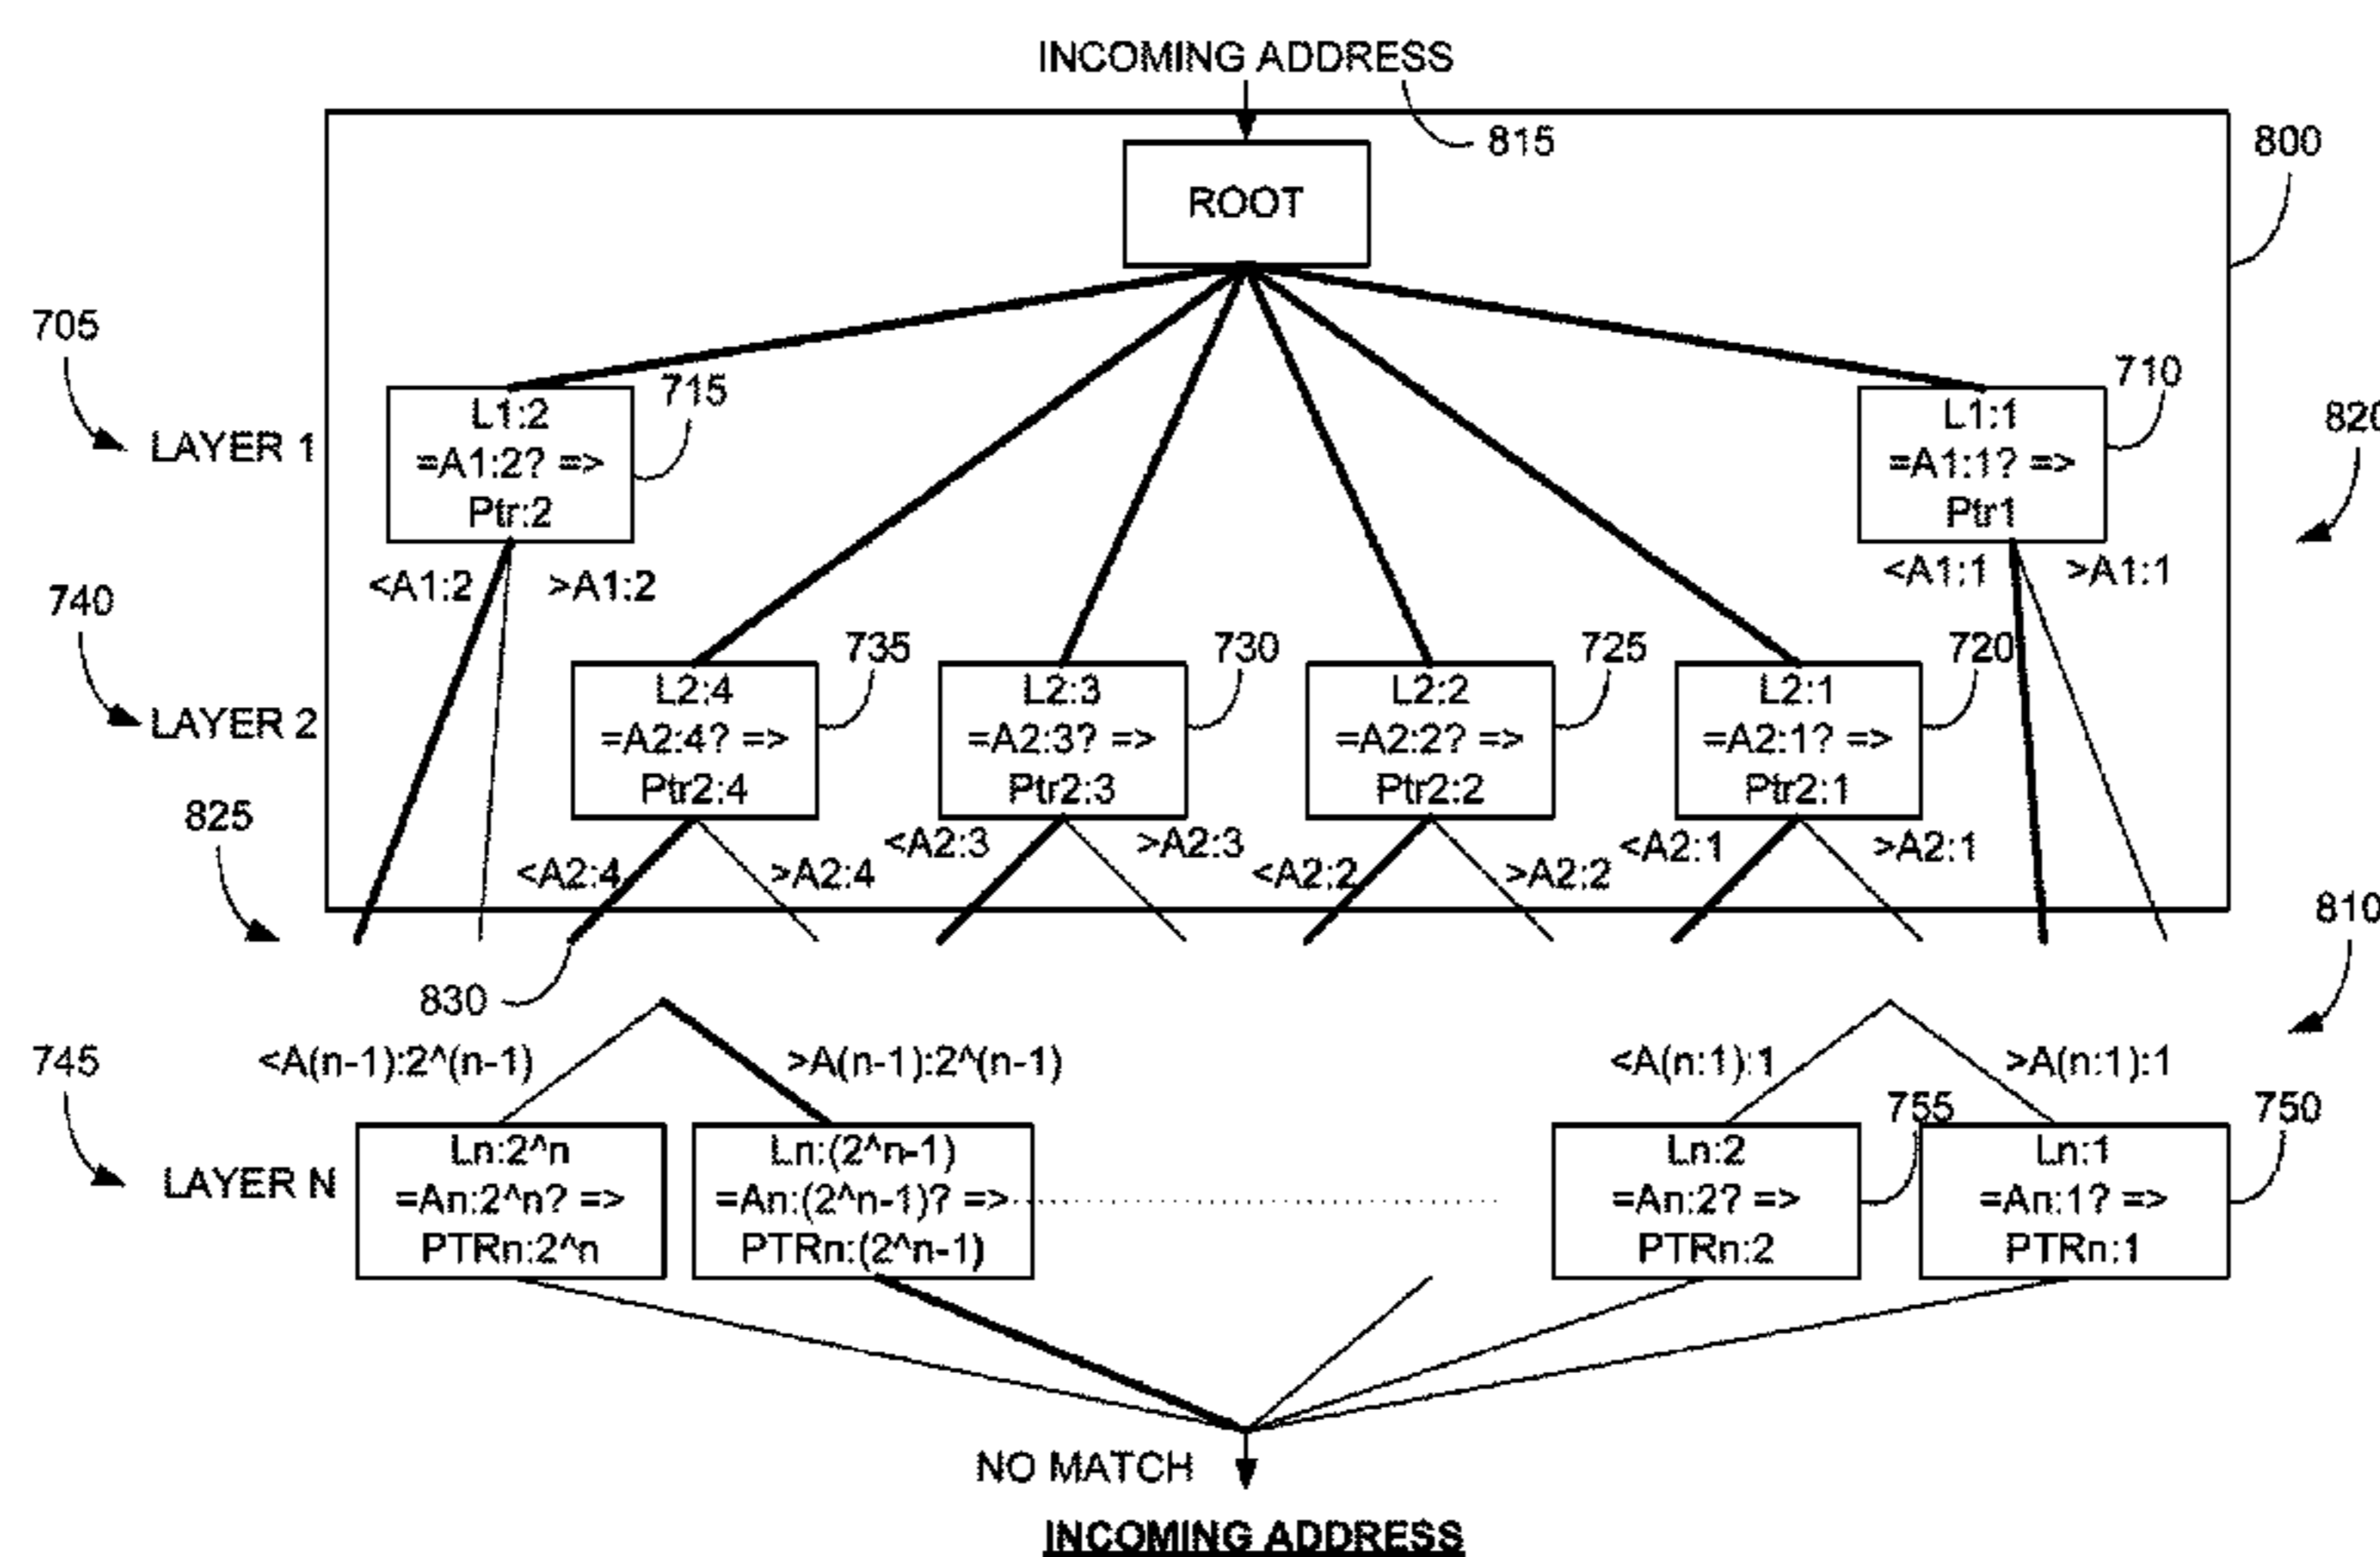 INCOMING ADDRESS
815
800
ROOT
705
715
710
LAYER 1
L1:2
=A1:2? =>
Ptr:2
L1:1
=A1:1? =>
Ptr1
820
<A1:2
>A1:2
<A1:1
>A1:1
740
735
730
725
720
LAYER 2
L2:4
=A2:4? =>
Ptr2:4
L2:3
=A2:3? =>
Ptr2:3
L2:2
=A2:2? =>
Ptr2:2
L2:1
=A2:1? =>
Ptr2:1
825
<A2:4
>A2:4
<A2:3
>A2:3
<A2:2
>A2:2
<A2:1
>A2:1
810
830
745
<A(n-1):2^(n-1)
>A(n-1):2^(n-1)
<A(n:1):1
>A(n:1):1
755
750
LAYER N
Ln:2^n
=An:2^n? =>
PTRn:2^n
Ln:(2^n-1)
=An:(2^n-1)? =>
PTRn:(2^n-1)
Ln:2
=An:2? =>
PTRn:2
Ln:1
=An:1? =>
PTRn:1
NO MATCH
INCOMING ADDRESS